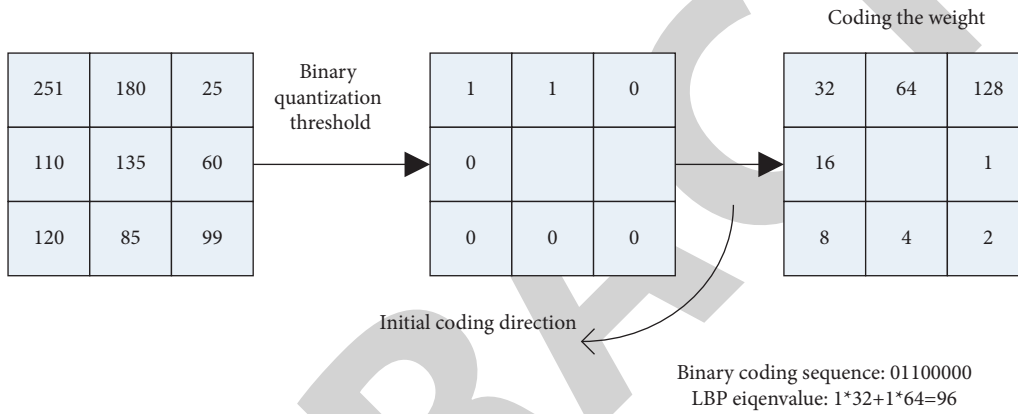 Coding the weight
251 180 25
110 135 60
120 85 99
Binary
quantization
threshold
1 1 0
0
0 0 0
32 64 128
16 1
8 4 2
Initial coding direction
Binary coding sequence: 01100000
LBP eiqenvalue: 1*32+1*64=96